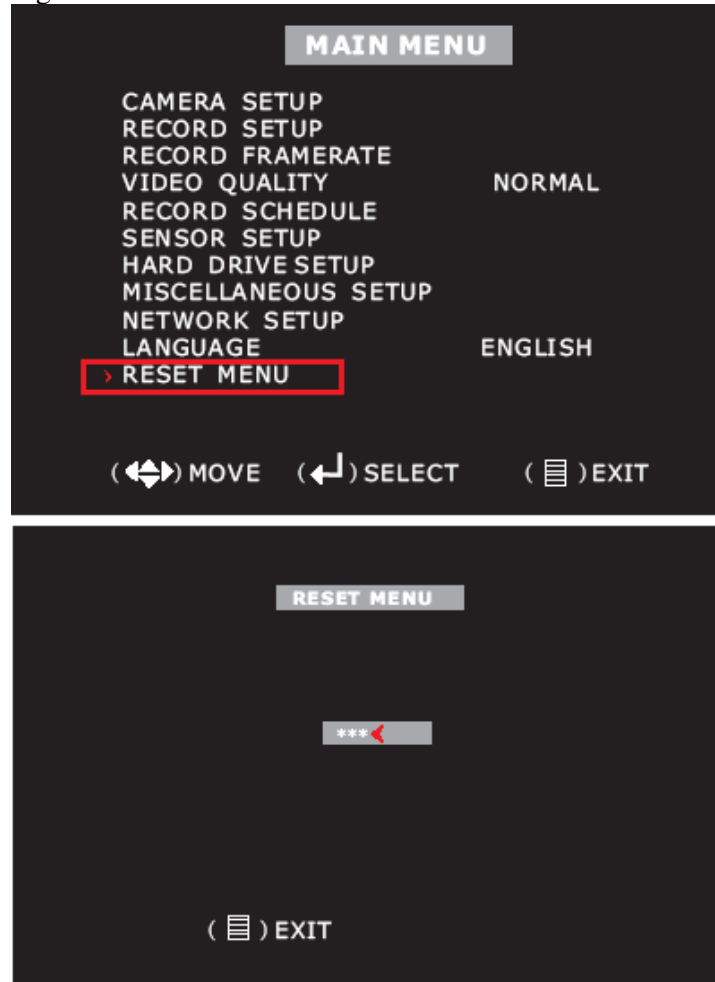 MAIN MENU
CAMERA SETUP
RECORD SETUP
RECORD FRAMERATE
VIDEO QUALITY NORMAL
RECORD SCHEDULE
SENSOR SETUP
HARD DRIVE SETUP
MISCELLANEOUS SETUP
NETWORK SETUP
LANGUAGE ENGLISH
› RESET MENU
( ) MOVE ( ) SELECT ( ) EXIT
RESET MENU
***
( ) EXIT